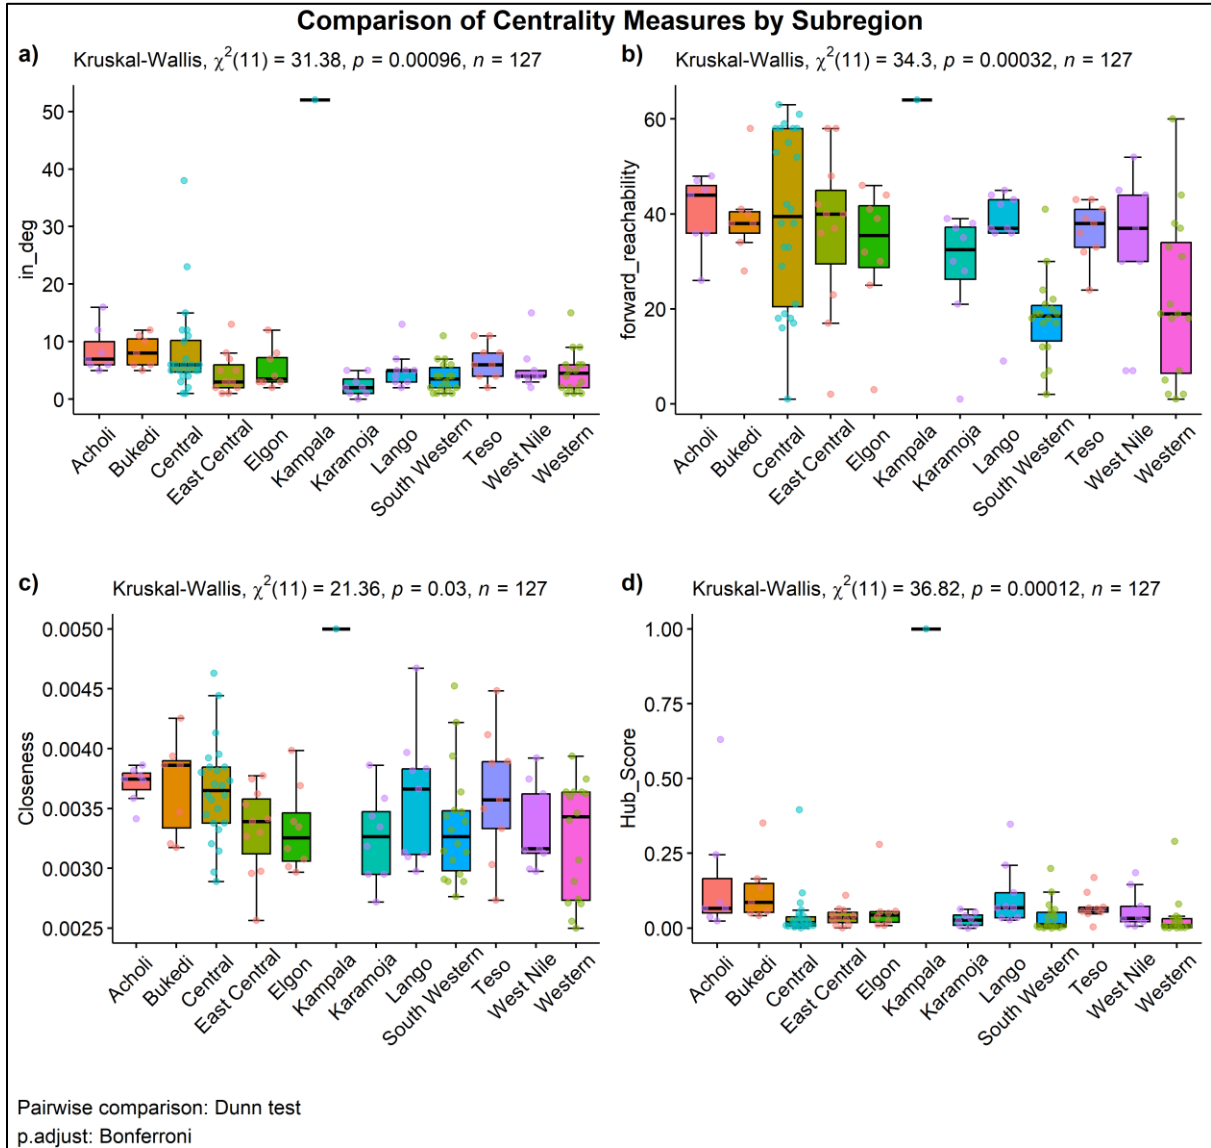 Comparison of Centrality Measures by Subregion
a)
Kruskal-Wallis, χ²(11) = 31.38, p = 0.00096, n = 127
in_deg
50
40
30
20
10
0
Acholi
Bukedi
Central
East Central
Elgon
Kampala
Karamoja
Lango
South Western
Teso
West Nile
Western
b)
Kruskal-Wallis, χ²(11) = 34.3, p = 0.00032, n = 127
forward_reachability
60
40
20
0
Acholi
Bukedi
Central
East Central
Elgon
Kampala
Karamoja
Lango
South Western
Teso
West Nile
Western
c)
Kruskal-Wallis, χ²(11) = 21.36, p = 0.03, n = 127
Closeness
0.0050
0.0045
0.0040
0.0035
0.0030
0.0025
Acholi
Bukedi
Central
East Central
Elgon
Kampala
Karamoja
Lango
South Western
Teso
West Nile
Western
d)
Kruskal-Wallis, χ²(11) = 36.82, p = 0.00012, n = 127
Hub_Score
1.00
0.75
0.50
0.25
0.00
Acholi
Bukedi
Central
East Central
Elgon
Kampala
Karamoja
Lango
South Western
Teso
West Nile
Western
Pairwise comparison: Dunn test
p.adjust: Bonferroni